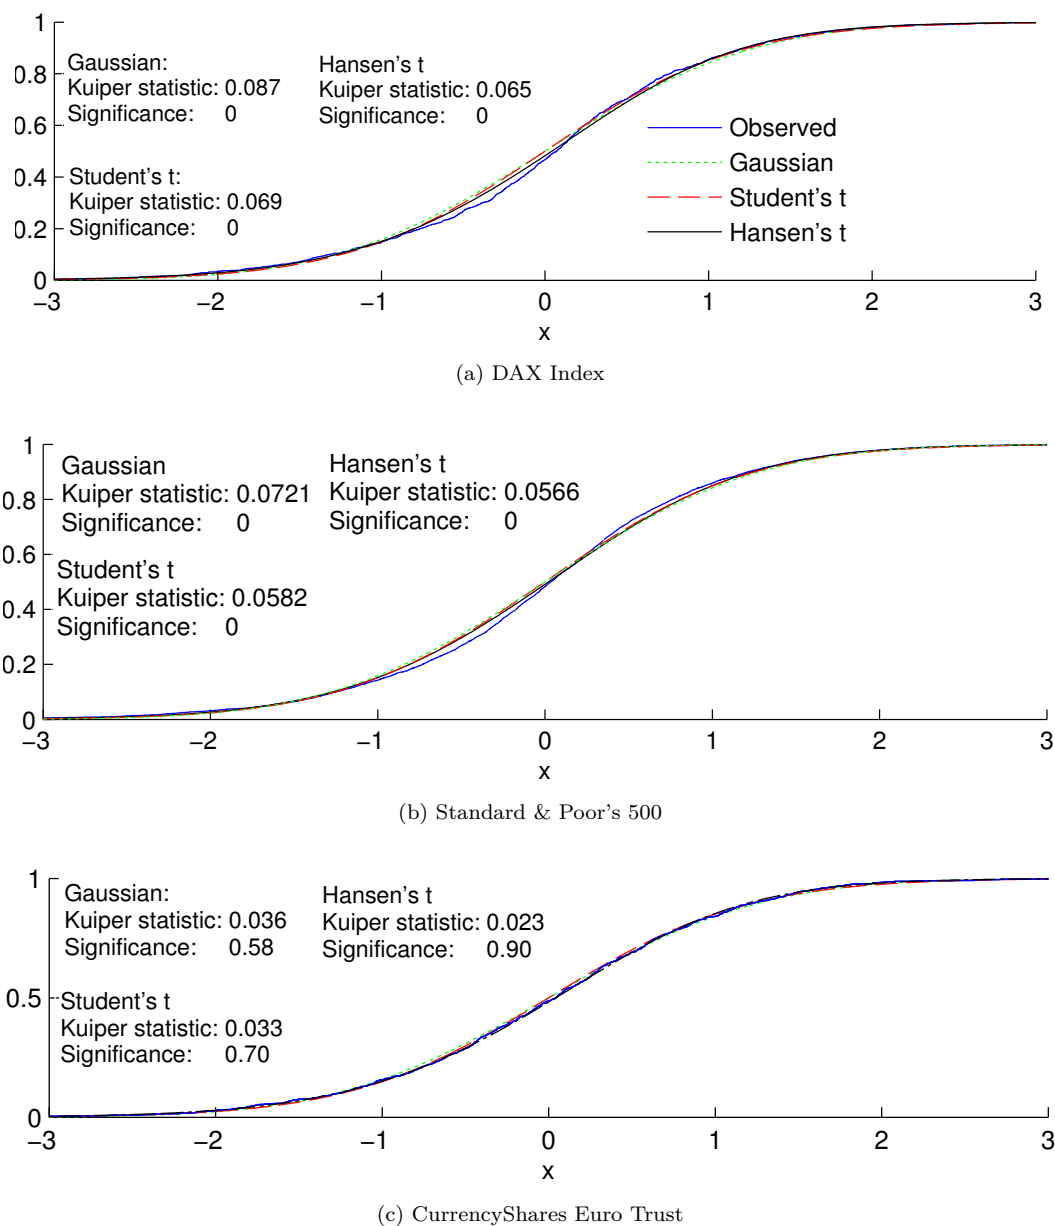 1
0.8
0.6
0.4
0.2
0
Gaussian:
Kuiper statistic: 0.087
Significance: 0
Hansen's t
Kuiper statistic: 0.065
Significance: 0
Student's t:
Kuiper statistic: 0.069
Significance: 0
Observed
Gaussian
Student's t
Hansen's t
−3 −2 −1 0 1 2 3
x
(a) DAX Index
1
0.8
0.6
0.4
0.2
0
Gaussian
Kuiper statistic: 0.0721
Significance: 0
Hansen's t
Kuiper statistic: 0.0566
Significance: 0
Student's t
Kuiper statistic: 0.0582
Significance: 0
−3 −2 −1 0 1 2 3
x
(b) Standard & Poor's 500
1
0.5
0
Gaussian:
Kuiper statistic: 0.036
Significance: 0.58
Hansen's t
Kuiper statistic: 0.023
Significance: 0.90
Student's t
Kuiper statistic: 0.033
Significance: 0.70
−3 −2 −1 0 1 2 3
x
(c) CurrencyShares Euro Trust